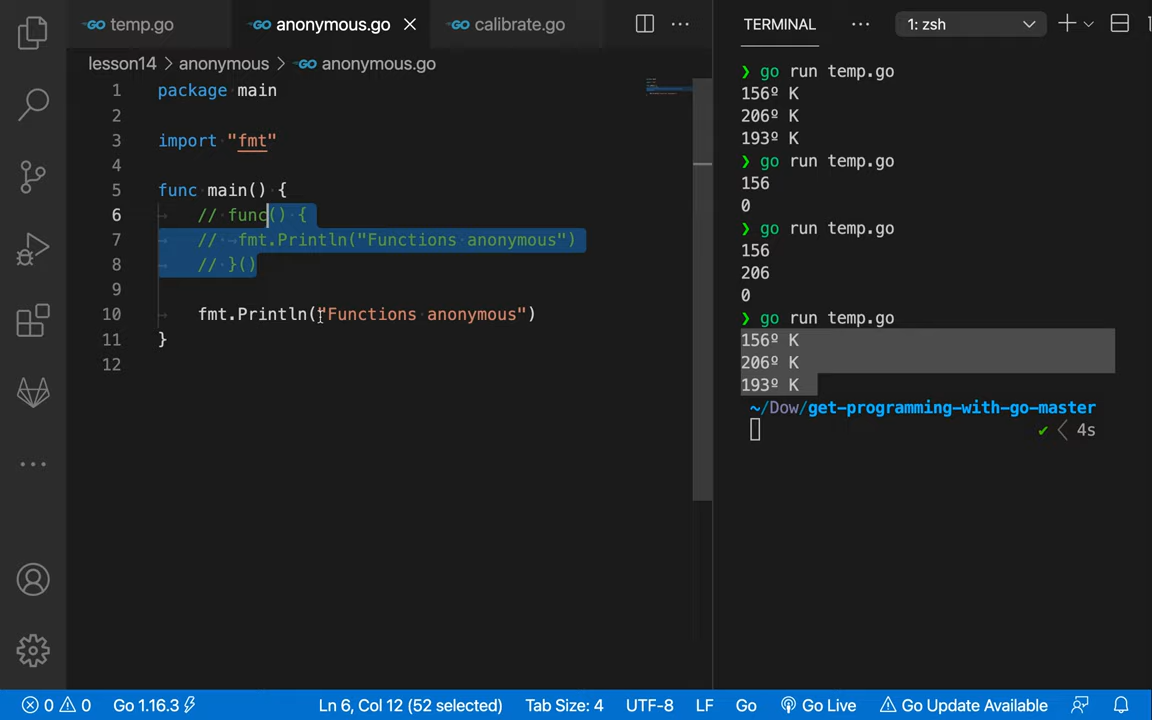 temp.go
anonymous.go
calibrate.go
lesson14 > anonymous > anonymous.go
1 package main
2
3 import "fmt"
4
5 func main() {
6 // func() {
7 // fmt.Println("Functions anonymous")
8 // }()
9
10 fmt.Println("Functions anonymous")
11 }
12
TERMINAL
1: zsh
❯ go run temp.go
156º K
206º K
193º K
❯ go run temp.go
156
0
❯ go run temp.go
156
206
0
❯ go run temp.go
156º K
206º K
193º K
~/Dow/get-programming-with-go-master
✔ 4s
0 0 Go 1.16.3 Ln 6, Col 12 (52 selected) Tab Size: 4 UTF-8 LF Go Go Live Go Update Available